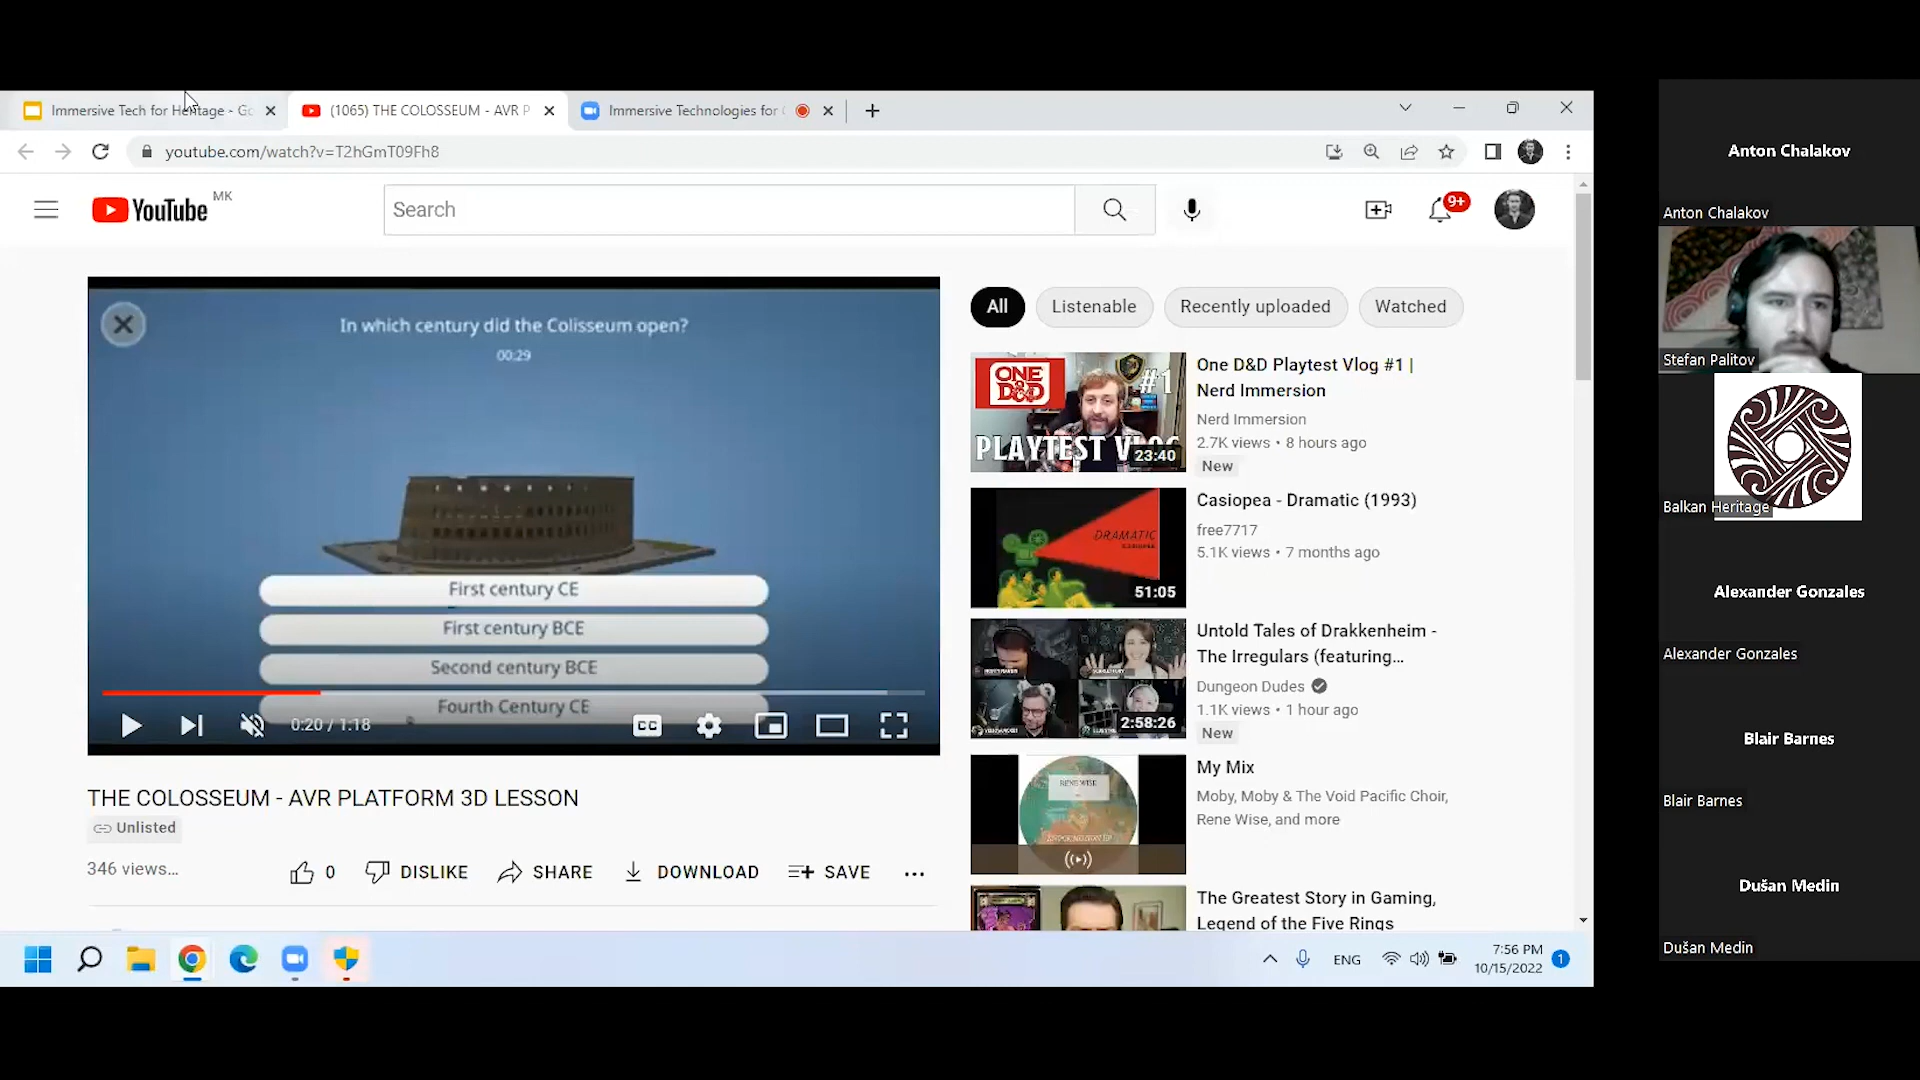 Immersive Tech for Heritage - Go
(1065) THE COLOSSEUM - AVR P
Immersive Technologies for
youtube.com/watch?v=T2hGmT09Fh8
YouTube
MK
Search
9+
In which century did the Colisseum open?
00:29
First century CE
First century BCE
Second century BCE
Fourth Century CE
0:20 / 1:18
CC
THE COLOSSEUM - AVR PLATFORM 3D LESSON
Unlisted
346 views...
0
DISLIKE
SHARE
DOWNLOAD
SAVE
All
Listenable
Recently uploaded
Watched
ONE
D&D
#1
PLAYTEST
23:40
One D&D Playtest Vlog #1 |
Nerd Immersion
Nerd Immersion
2.7K views • 8 hours ago
New
DRAMATIC
51:05
Casiopea - Dramatic (1993)
free7717
5.1K views • 7 months ago
2:58:26
Untold Tales of Drakkenheim -
The Irregulars (featuring...
Dungeon Dudes
1.1K views • 1 hour ago
New
RENE WISE
My Mix
Moby, Moby & The Void Pacific Choir,
Rene Wise, and more
The Greatest Story in Gaming,
Legend of the Five Rings
ENG
7:56 PM
10/15/2022
1
Anton Chalakov
Anton Chalakov
Stefan Palitov
Balkan Heritage
Alexander Gonzales
Alexander Gonzales
Blair Barnes
Blair Barnes
Dušan Medin
Dušan Medin